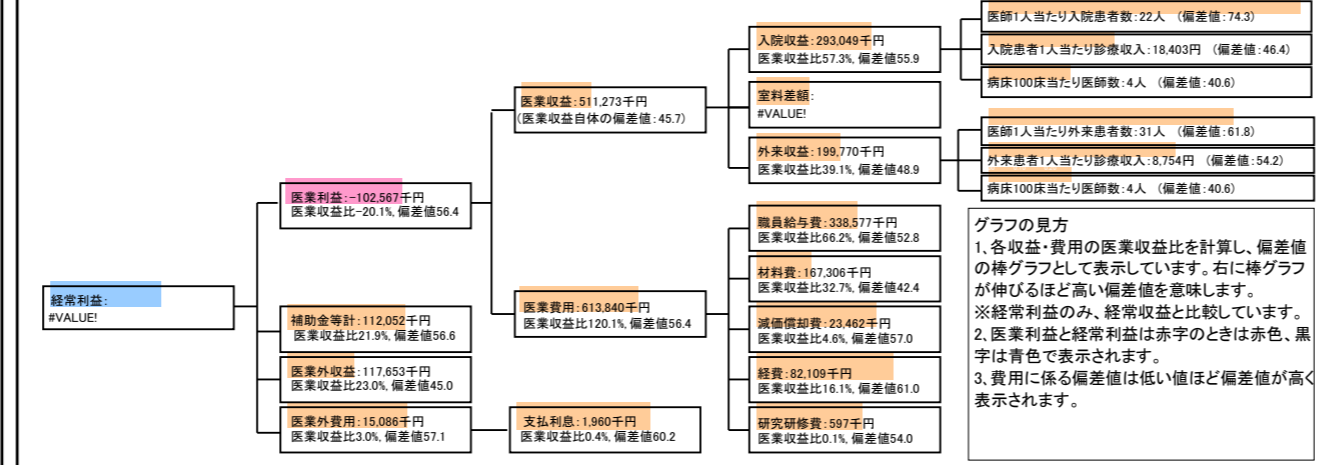 経常利益:
#VALUE!
医業利益:-102,567千円
医業収益比-20.1%, 偏差値56.4
補助金等計:112,052千円
医業収益比21.9%, 偏差値56.6
医業外収益:117,653千円
医業収益比23.0%, 偏差値45.0
医業外費用:15,086千円
医業収益比3.0%, 偏差値57.1
医業収益:511,273千円
(医業収益自体の偏差値:45.7)
医業費用:613,840千円
医業収益比120.1%, 偏差値56.4
支払利息:1,960千円
医業収益比0.4%, 偏差値60.2
入院収益:293,049千円
医業収益比57.3%, 偏差値55.9
室料差額:
#VALUE!
外来収益:199,770千円
医業収益比39.1%, 偏差値48.9
職員給与費:338,577千円
医業収益比66.2%, 偏差値52.8
材料費:167,306千円
医業収益比32.7%, 偏差値42.4
減価償却費:23,462千円
医業収益比4.6%, 偏差値57.0
経費:82,109千円
医業収益比16.1%, 偏差値61.0
研究研修費:597千円
医業収益比0.1%, 偏差値54.0
医師1人当たり入院患者数:22人 (偏差値:74.3)
入院患者1人当たり診療収入:18,403円 (偏差値:46.4)
病床100床当たり医師数:4人 (偏差値:40.6)
医師1人当たり外来患者数:31人 (偏差値:61.8)
外来患者1人当たり診療収入:8,754円 (偏差値:54.2)
病床100床当たり医師数:4人 (偏差値:40.6)
グラフの見方
1、各収益・費用の医業収益比を計算し、偏差値
の棒グラフとして表示しています。右に棒グラフ
が伸びるほど高い偏差値を意味します。
※経常利益のみ、経常収益と比較しています。
2、医業利益と経常利益は赤字のときは赤色、黒
字は青色で表示されます。
3、費用に係る偏差値は低い値ほど偏差値が高く
表示されます。